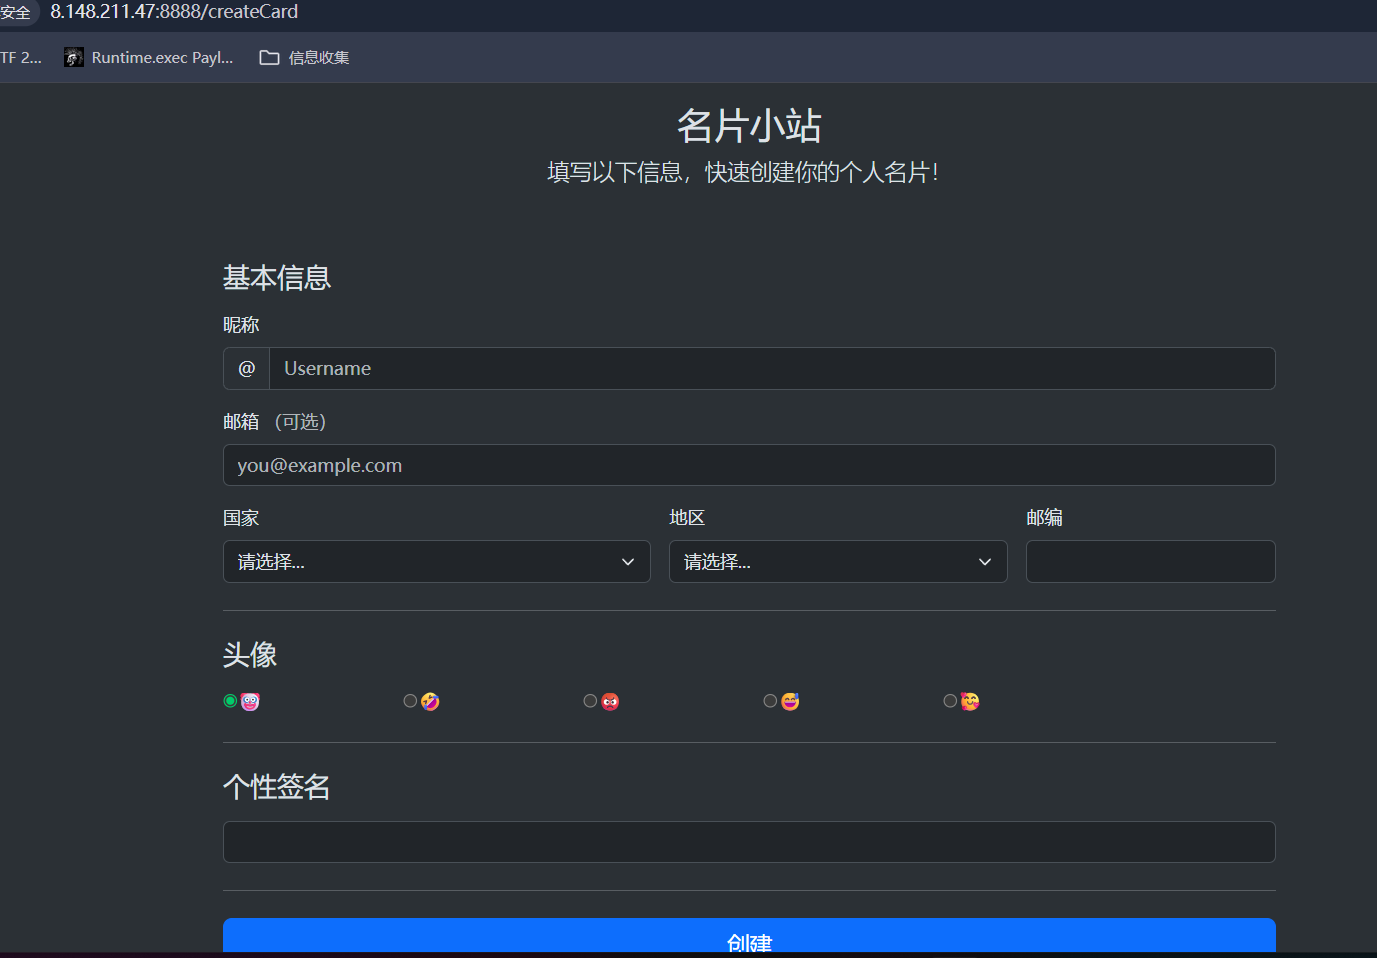 安全 8.148.211.47:8888/createCard
TF 2... Runtime.exec Payl... 信息收集
名片小站
填写以下信息，快速创建你的个人名片！
基本信息
昵称
@ Username
邮箱 （可选）
you@example.com
国家 地区 邮编
请选择... 请选择...
头像
个性签名
创建